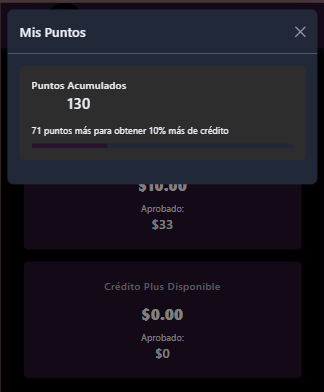 Mis Puntos
Puntos Acumulados
130
71 puntos más para obtener 10% más de crédito
$10.00
Aprobado:
$33
Crédito Plus Disponible
$0.00
Aprobado:
$0